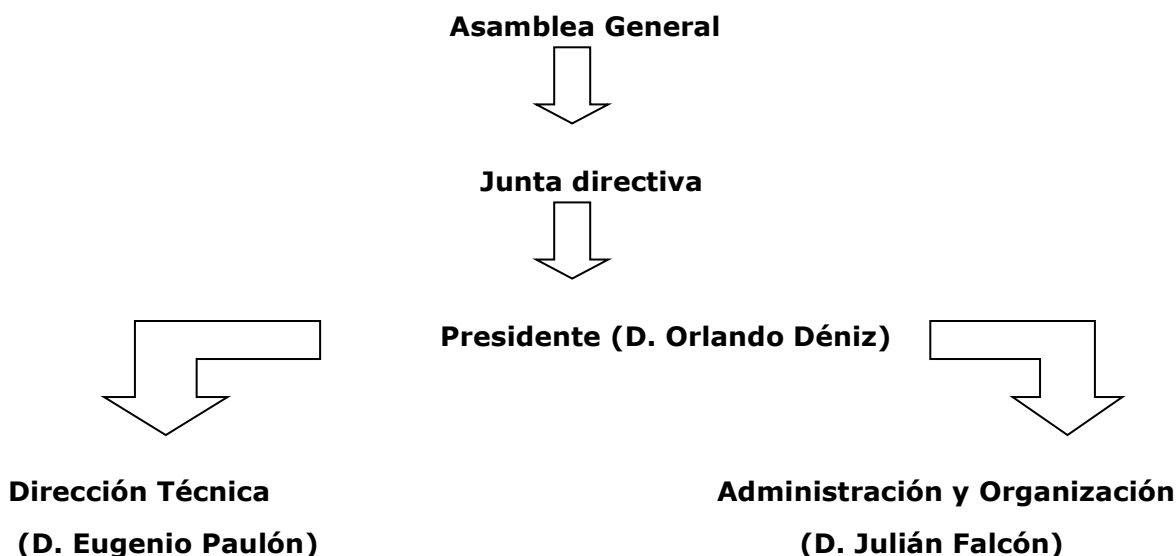 Asamblea General
Junta directiva
Presidente (D. Orlando Déniz)
Dirección Técnica
(D. Eugenio Paulón)
Administración y Organización
(D. Julián Falcón)